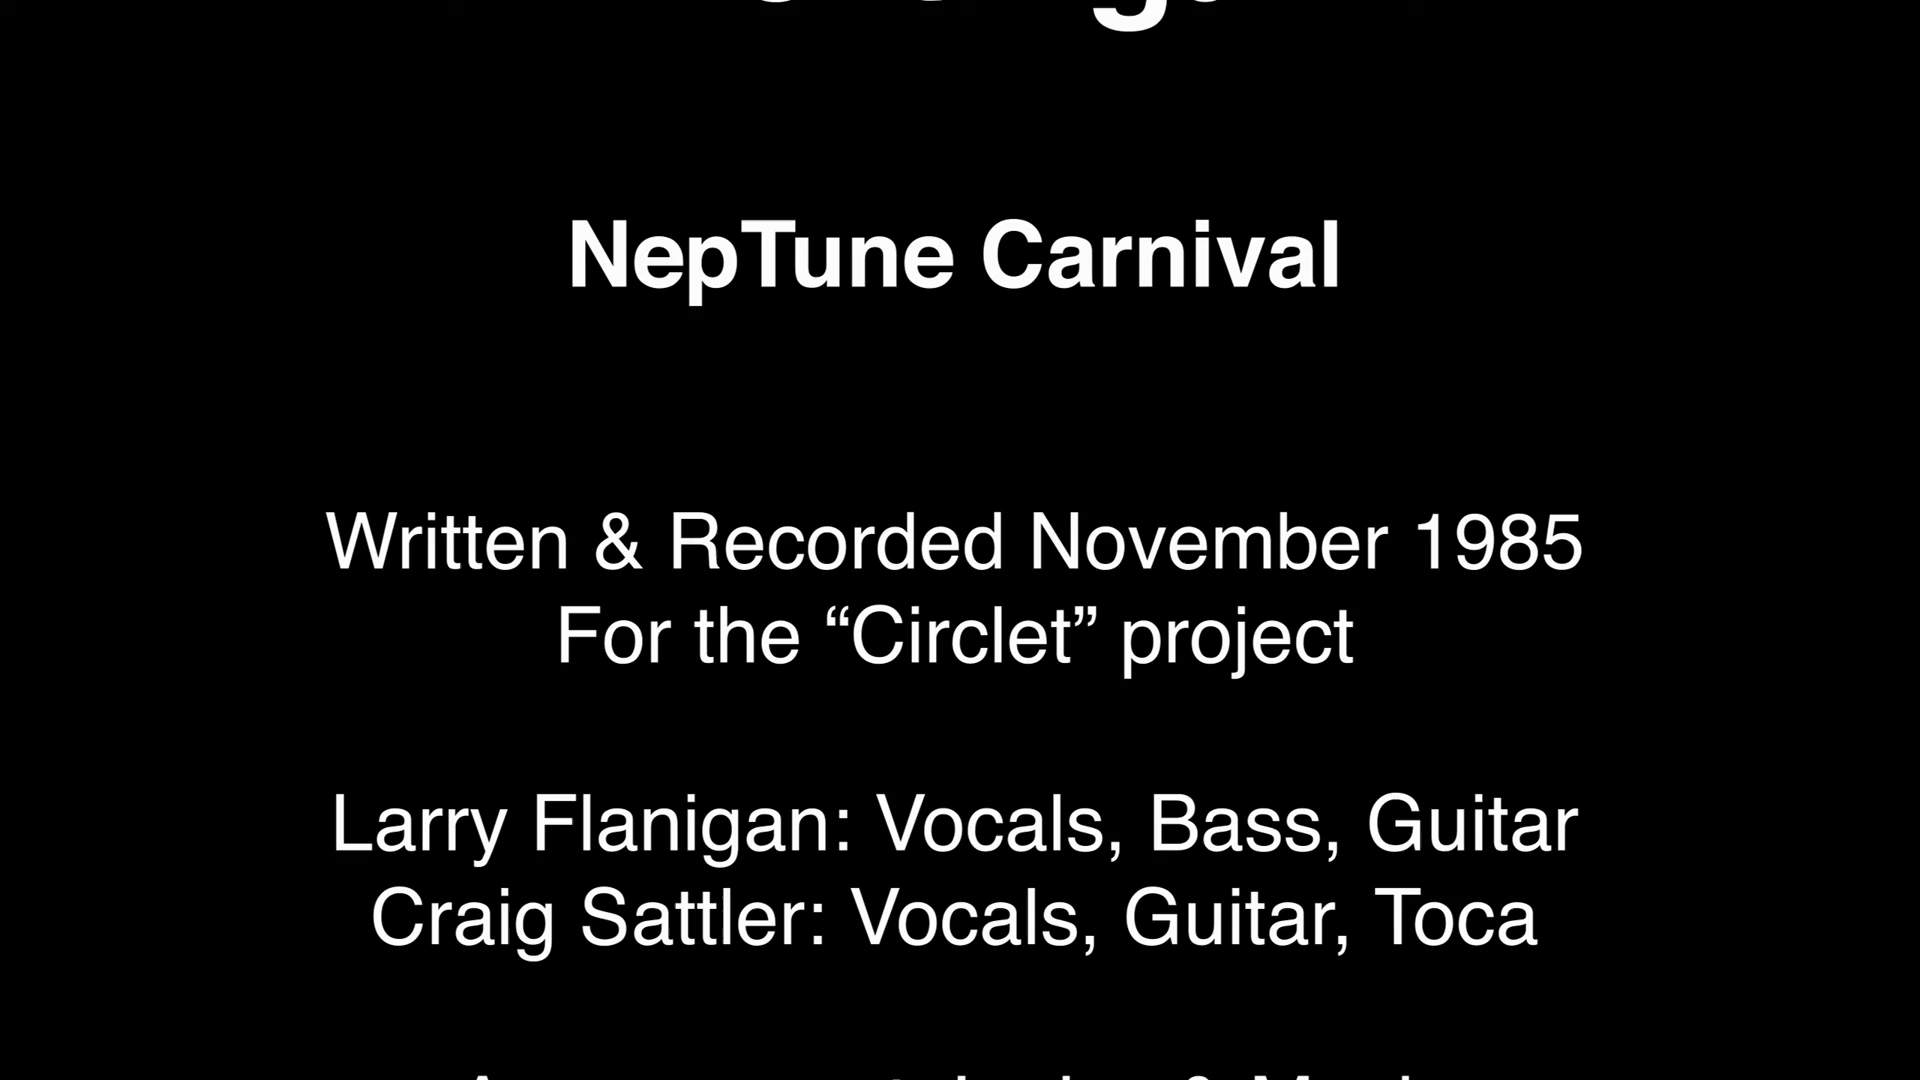 NepTune Carnival
Written & Recorded November 1985
For the “Circlet” project
Larry Flanigan: Vocals, Bass, Guitar
Craig Sattler: Vocals, Guitar, Toca